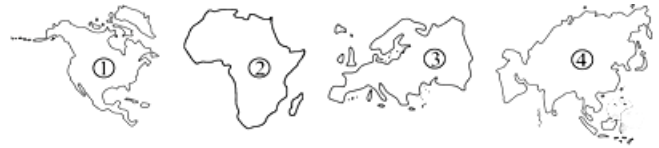 ① ② ③ ④